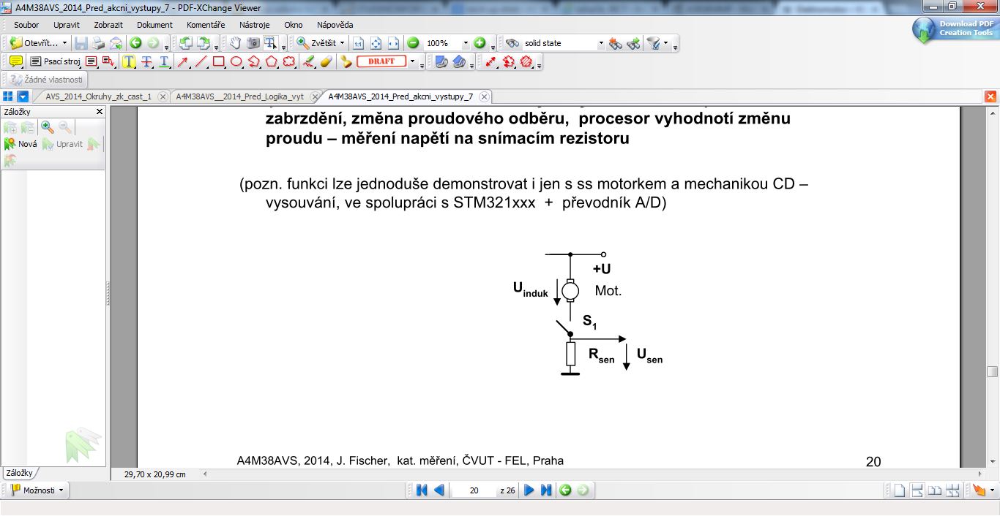 A4M38AVS_2014_Pred_akcni_vystupy_7 - PDF-XChange Viewer
Soubor Upravit Zobrazit Dokument Komentáře Nástroje Okno Nápověda
Download PDF
Creation Tools
Otevřít... Zvětšit 100% solid state
Psací stroj DRAFT
Žádné vlastnosti
AVS_2014_Okruhy_zk_cast_1 A4M38AVS__2014_Pred_Logika_vyt A4M38AVS_2014_Pred_akcni_vystupy_7
Záložky
Nová Upravit
zabrzdění, změna proudového odběru, procesor vyhodnotí změnu
proudu – měření napětí na snímacím rezistoru
(pozn. funkci lze jednoduše demonstrovat i jen s ss motorkem a mechanikou CD –
vysouvání, ve spolupráci s STM321xxx + převodník A/D)
+U
U induk Mot.
S1
R sen U sen
A4M38AVS, 2014, J. Fischer, kat. měření, ČVUT - FEL, Praha 20
Záložky
29,70 x 20,99 cm
Možnosti 20 z 26